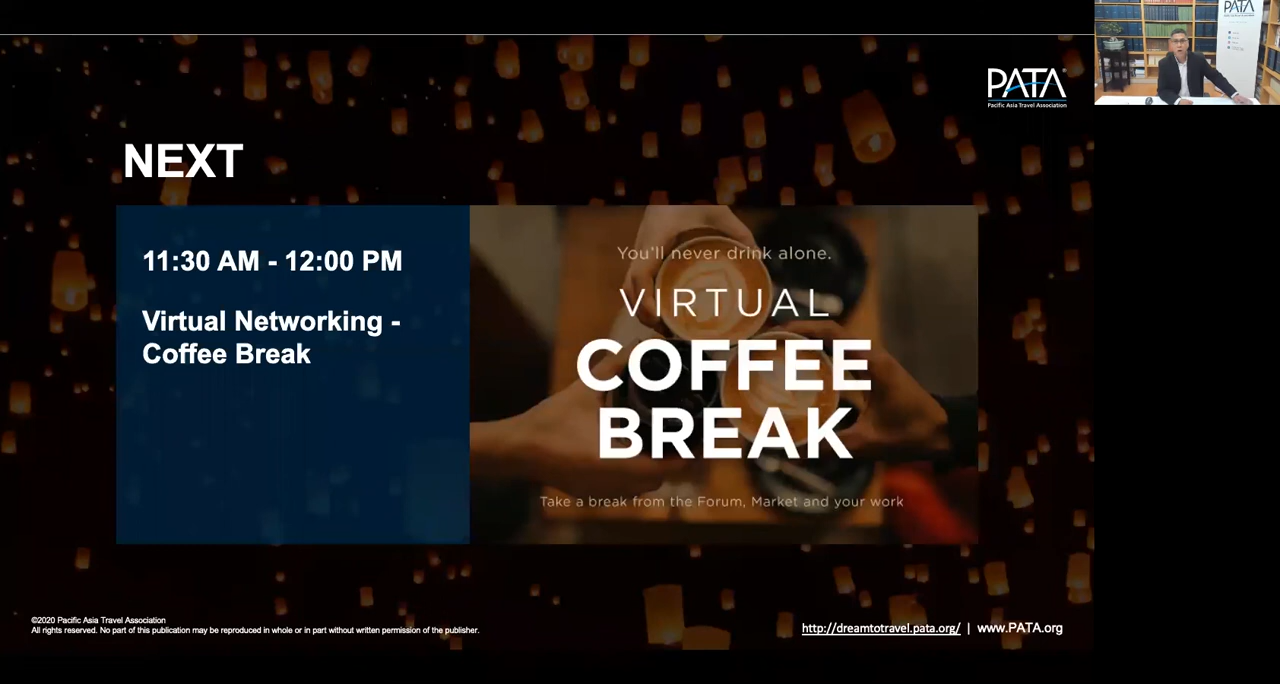 PATA
PATA
Pacific Asia Travel Association
NEXT
11:30 AM - 12:00 PM
Virtual Networking -
Coffee Break
You'll never drink alone.
VIRTUAL
COFFEE
BREAK
Take a break from the Forum, Market and your work
©2020 Pacific Asia Travel Association
All rights reserved. No part of this publication may be reproduced in whole or in part without written permission of the publisher.
http://dreamtotravel.pata.org/ | www.PATA.org